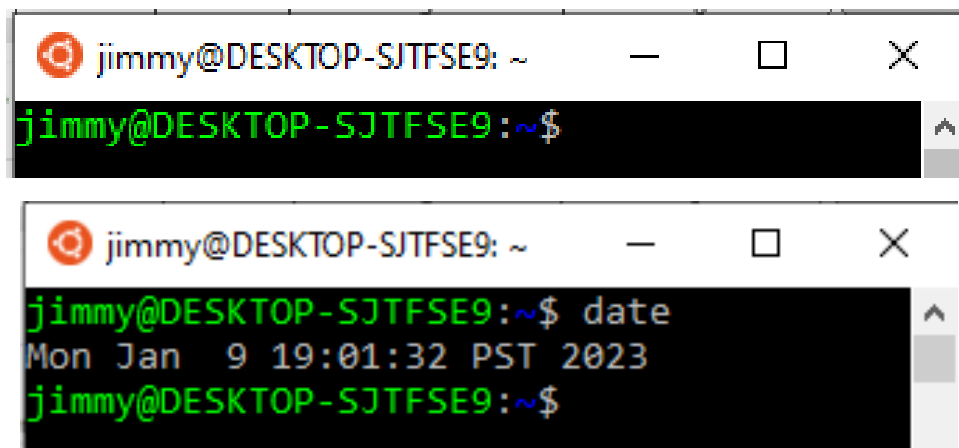 jimmy@DESKTOP-SJTFSE9: ~
jimmy@DESKTOP-SJTFSE9:~$
jimmy@DESKTOP-SJTFSE9: ~
jimmy@DESKTOP-SJTFSE9:~$ date
Mon Jan  9 19:01:32 PST 2023
jimmy@DESKTOP-SJTFSE9:~$